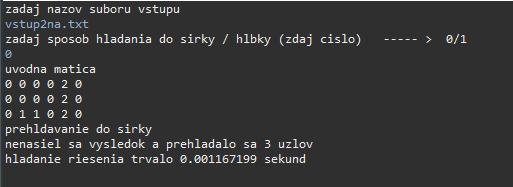 zadaj nazov suboru vstupu
vstup2na.txt
zadaj sposob hladania do sirky / hlbky (zdaj cislo)   ----- >  0/1
0
uvodna matica
0 0 0 0 2 0
0 0 0 0 2 0
0 1 1 0 2 0
prehldavanie do sirky
nenasiel sa vysledok a prehladalo sa 3 uzlov
hladanie riesenia trvalo 0.001167199 sekund